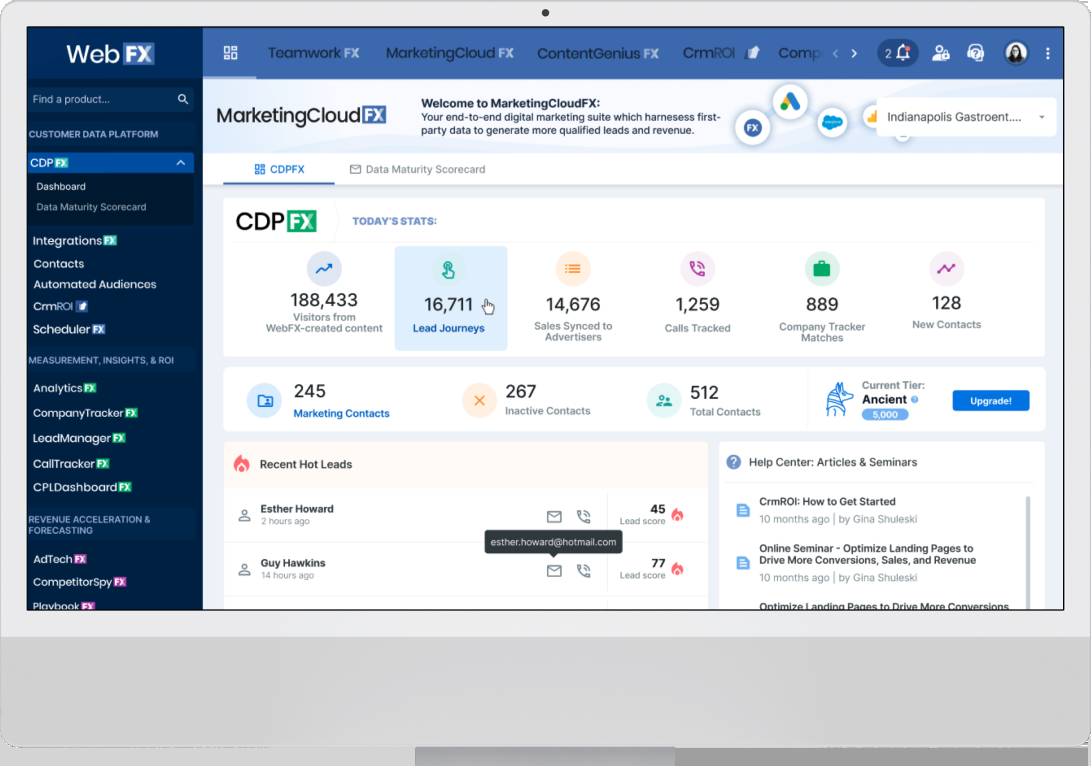 WebFX
Teamwork FX
MarketingCloud FX
ContentGenius FX
CrmROI
Comp
2
Find a product...
CUSTOMER DATA PLATFORM
CDP FX
Dashboard
Data Maturity Scorecard
Integrations FX
Contacts
Automated Audiences
CrmROI
Scheduler FX
MEASUREMENT, INSIGHTS, & ROI
Analytics FX
CompanyTracker FX
LeadManager FX
CallTracker FX
CPLDashboard FX
REVENUE ACCELERATION &
FORECASTING
AdTech FX
CompetitorSpy FX
Playbook FX
MarketingCloud FX
Welcome to MarketingCloudFX:
Your end-to-end digital marketing suite which harnesess first-
party data to generate more qualified leads and revenue.
FX
Indianapolis Gastroent....
CDPFX
Data Maturity Scorecard
CDP FX
TODAY'S STATS:
188,433
Visitors from
WebFX-created content
16,711
Lead Journeys
14,676
Sales Synced to
Advertisers
1,259
Calls Tracked
889
Company Tracker
Matches
128
New Contacts
245
Marketing Contacts
267
Inactive Contacts
512
Total Contacts
Current Tier:
Ancient
5,000
Upgrade!
Recent Hot Leads
Esther Howard
2 hours ago
45
Lead score
esther.howard@hotmail.com
Guy Hawkins
14 hours ago
77
Lead score
Help Center: Articles & Seminars
CrmROI: How to Get Started
10 months ago | by Gina Shuleski
Online Seminar - Optimize Landing Pages to
Drive More Conversions, Sales, and Revenue
10 months ago | by Gina Shuleski
Optimize Landing Pages to Drive More Conversions,